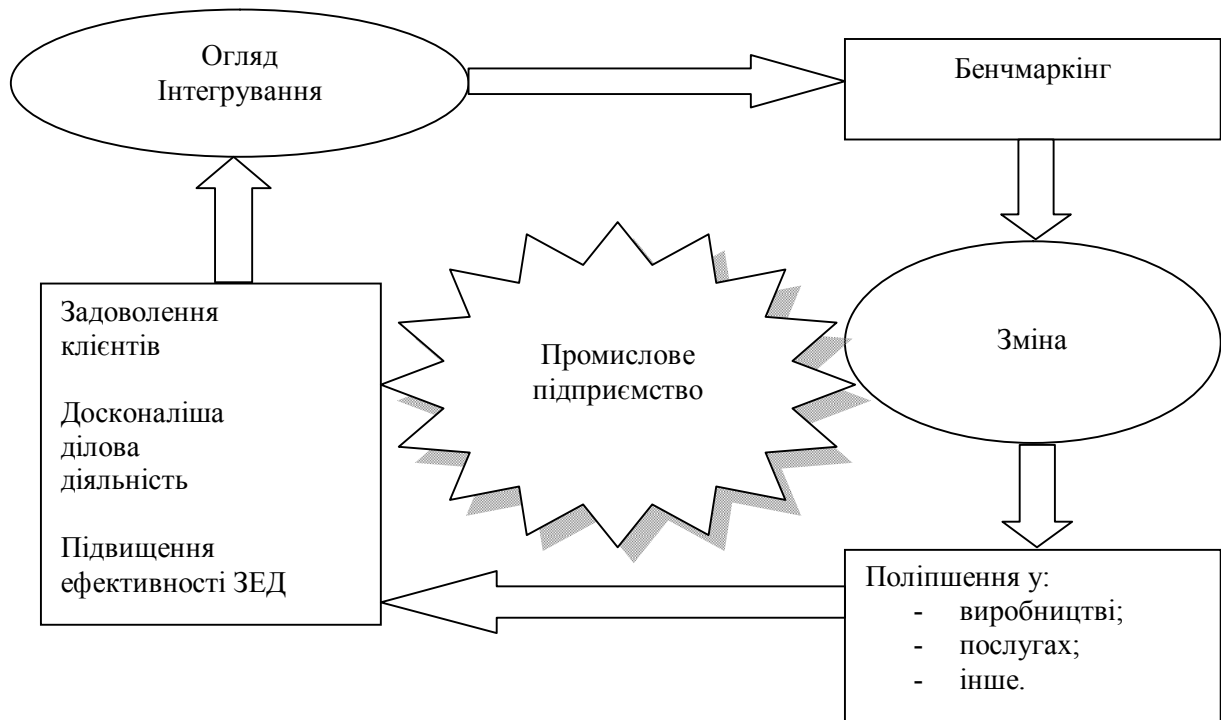 Огляд
Інтегрування
Бенчмаркінг
Зміна
Поліпшення у:
- виробництві;
- послугах;
- інше.
Задоволення
клієнтів
Досконаліша
ділова
діяльність
Підвищення
ефективності ЗЕД
Промислове
підприємство